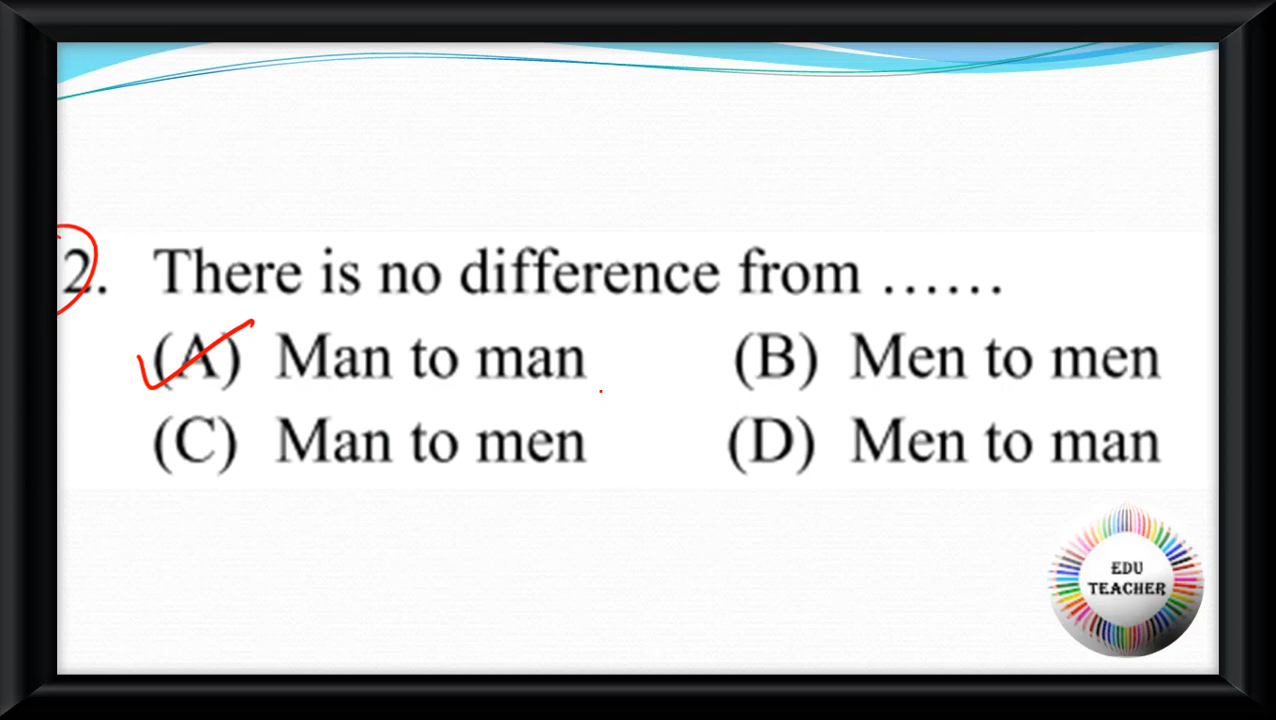 2. There is no difference from ......
(A) Man to man (B) Men to men
(C) Man to men (D) Men to man
EDU
TEACHER